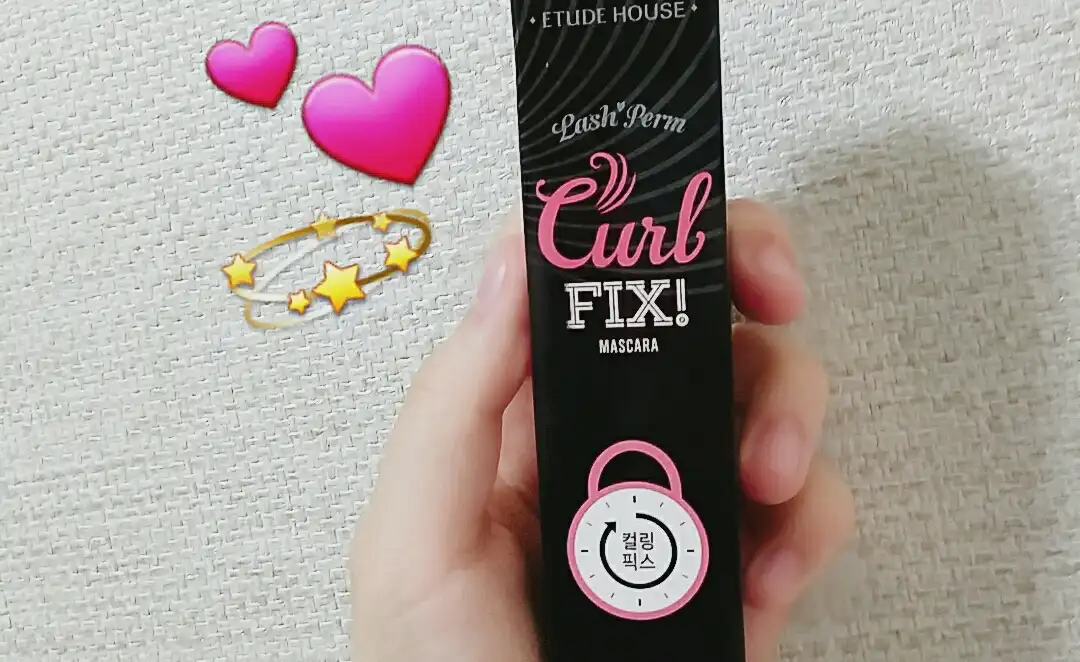 ETUDE HOUSE
Lash Perm
Curl
FIX!
MASCARA
컬링
픽스